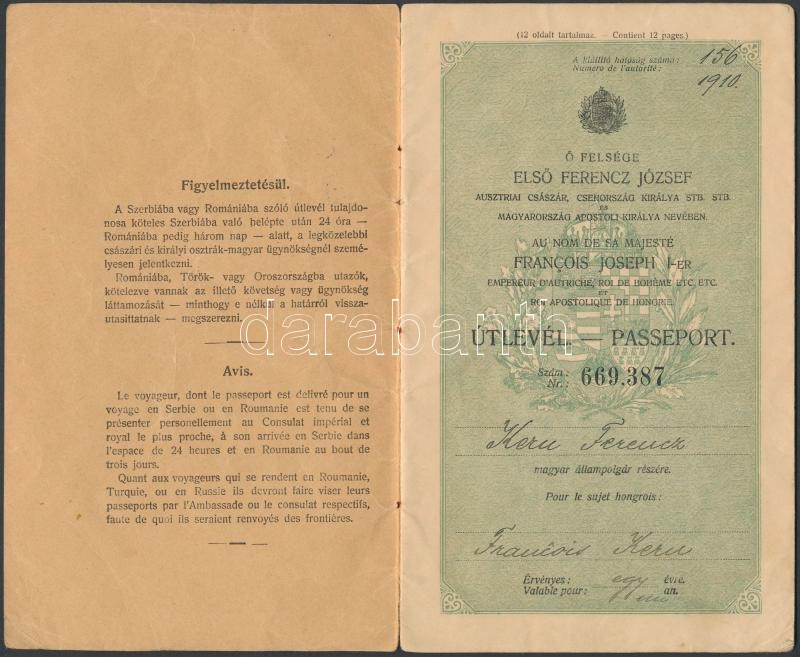 Figyelmeztetésül.
A Szerbiába vagy Romániába szóló útlevél tulajdo-
nosa köteles Szerbiába való belépte után 24 óra —
Romániába pedig három nap — alatt, a legközelebbi
császári és királyi osztrák-magyar ügynökségnél szemé-
lyesen jelentkezni.
Romániába, Török- vagy Oroszországba utazók,
kötelezve vannak az illető követség vagy ügynökség
láttamozását — minthogy e nélkül a határról vissza-
utasittatnak — megszerezni.
Avis.
Le voyageur, dont le passeport est délivré pour un
voyage en Serbie ou en Roumanie est tenu de se
présenter personellement au Consulat impérial et
royal le plus proche, à son arrivée en Serbie dans
l'espace de 24 heures et en Roumanie au bout de
trois jours.
Quant aux voyageurs qui se rendent en Roumanie,
Turquie, ou en Russie ils devront faire viser leurs
passeports par l'Ambassade ou le consulat respectifs,
faute de quoi ils seraient renvoyés des frontières.
(12 oldalt tartalmaz. — Contient 12 pages.)
A kiállító hatóság száma: 156
Numero de l'autorité: 1910.
Ő FELSÉGE
ELSŐ FERENCZ JÓZSEF
AUSZTRIAI CSÁSZÁR, CSEHORSZÁG KIRÁLYA STB. STB.
ÉS
MAGYARORSZÁG APOSTOLI KIRÁLYA NEVÉBEN.
AU NOM DE SA MAJESTÉ
FRANÇOIS JOSEPH I-ER
EMPEREUR D'AUTRICHE, ROI DE BOHÊME ETC. ETC.
ET
ROI APOSTOLIQUE DE HONGRIE.
ÚTLEVÉL. — PASSEPORT.
Szám:
Nr.: 669.387
Kern Ferencz
magyar állampolgár részére.
Pour le sujet hongrois:
François Kern
Érvényes: egy évre.
Valable pour: un an.
darabanth.com